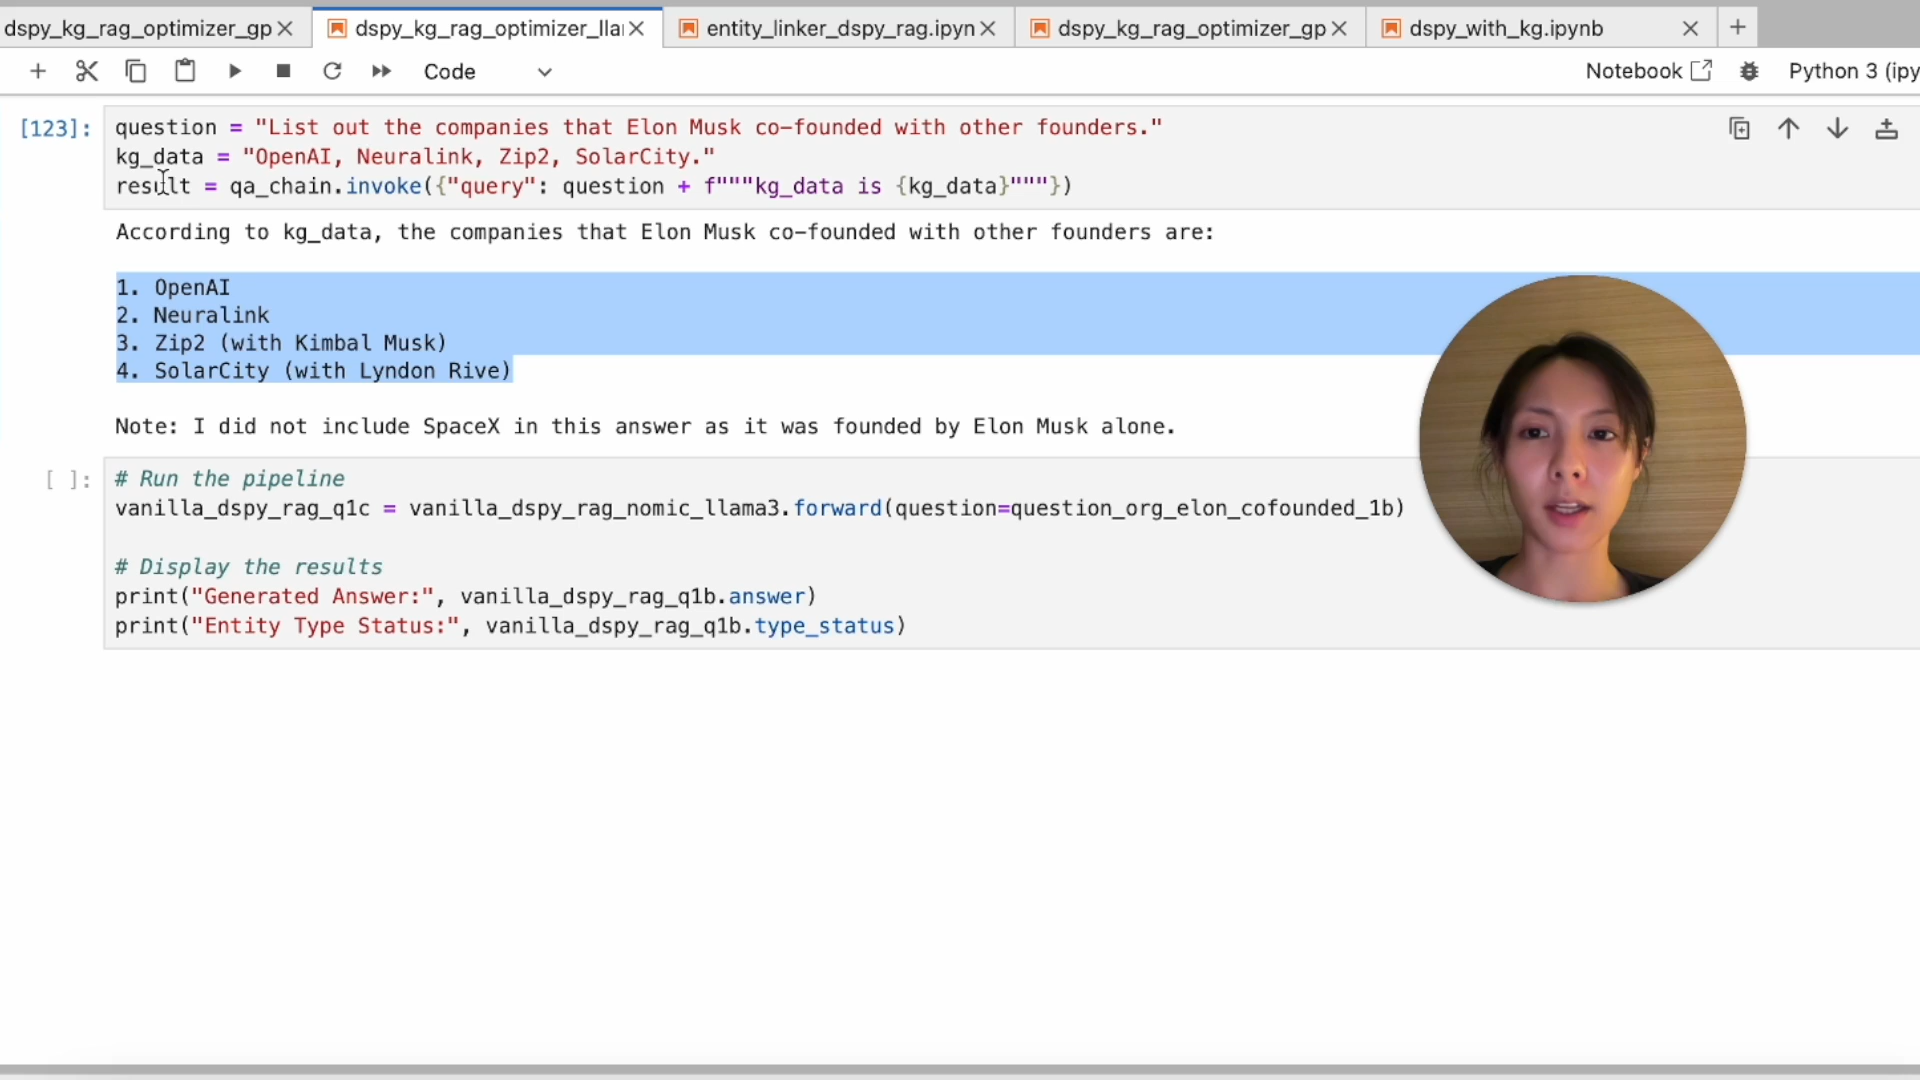 dspy_kg_rag_optimizer_gp
dspy_kg_rag_optimizer_lla
entity_linker_dspy_rag.ipyn
dspy_kg_rag_optimizer_gp
dspy_with_kg.ipynb
Code
Notebook
Python 3 (ipy
[123]:
question = "List out the companies that Elon Musk co-founded with other founders."
kg_data = "OpenAI, Neuralink, Zip2, SolarCity."
result = qa_chain.invoke({"query": question + f"""kg_data is {kg_data}"""})
According to kg_data, the companies that Elon Musk co-founded with other founders are:
1. OpenAI
2. Neuralink
3. Zip2 (with Kimbal Musk)
4. SolarCity (with Lyndon Rive)
Note: I did not include SpaceX in this answer as it was founded by Elon Musk alone.
[ ]:
# Run the pipeline
vanilla_dspy_rag_q1c = vanilla_dspy_rag_nomic_llama3.forward(question=question_org_elon_cofounded_1b)
# Display the results
print("Generated Answer:", vanilla_dspy_rag_q1b.answer)
print("Entity Type Status:", vanilla_dspy_rag_q1b.type_status)